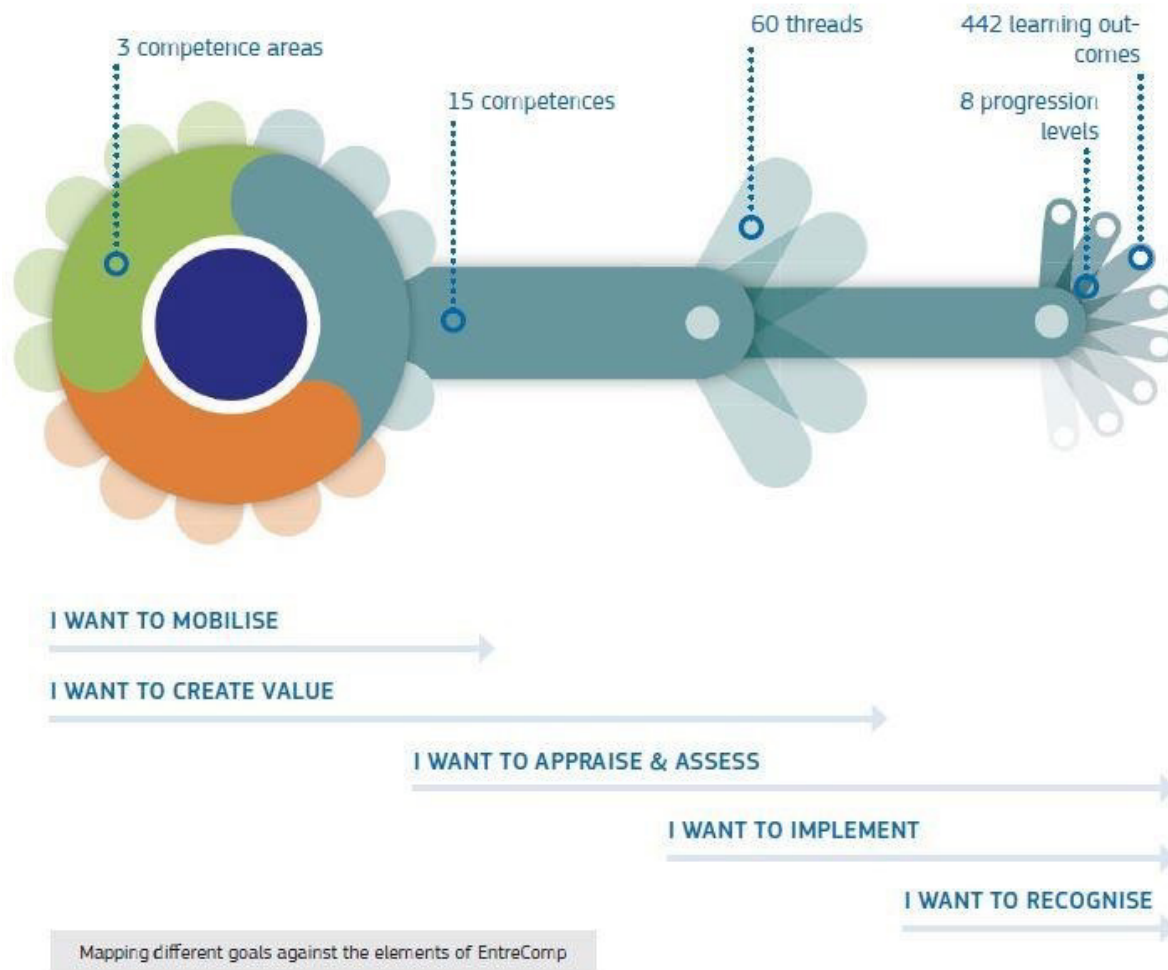 60 threads
442 learning out-
comes
3 competence areas
15 competences
8 progression
levels
I WANT TO MOBILISE
I WANT TO CREATE VALUE
I WANT TO APPRAISE & ASSESS
I WANT TO IMPLEMENT
I WANT TO RECOGNISE
Mapping different goals against the elements of EntreComp